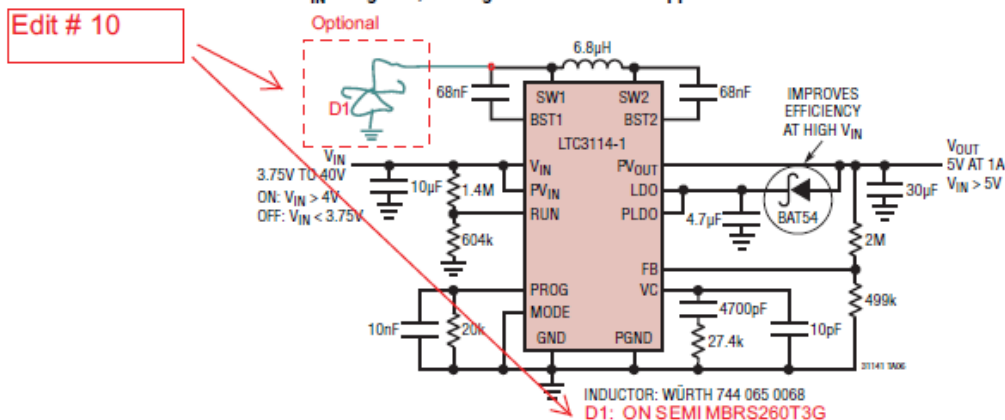 Edit # 10
Optional
D1
6.8µH
68nF
68nF
SW1
SW2
BST1
BST2
LTC3114-1
IMPROVES
EFFICIENCY
AT HIGH VIN
VIN
3.75V TO 40V
ON: VIN > 4V
OFF: VIN < 3.75V
10µF
1.4M
604k
VIN
PVIN
RUN
PVOUT
LDO
PLDO
4.7µF
BAT54
VOUT
5V AT 1A
VIN > 5V
30µF
2M
FB
499k
PROG
MODE
VC
4700pF
27.4k
10pF
10nF
20k
GND
PGND
31141 TA06
INDUCTOR: WÜRTH 744 065 0068
D1: ON SEMI MBRS260T3G